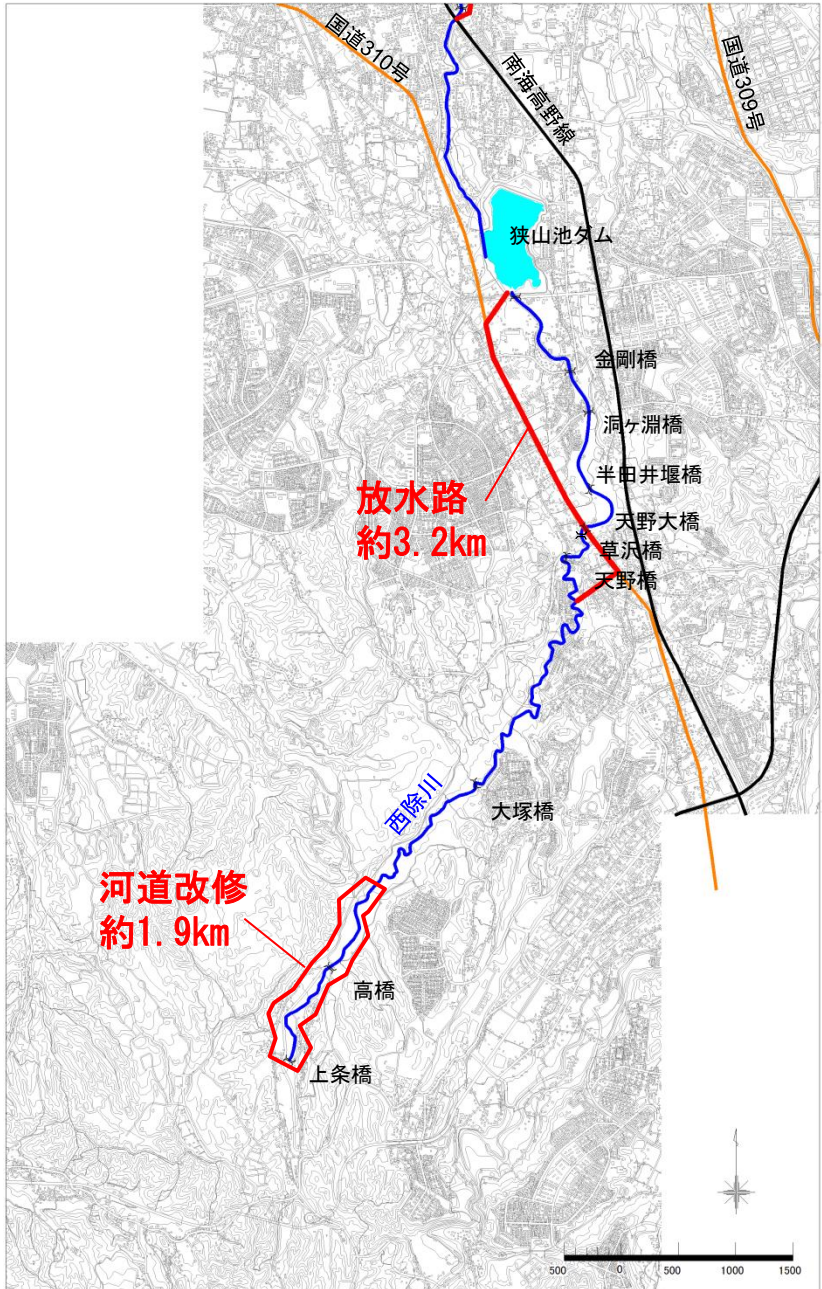 国道310号
南海高野線
国道309号
狭山池ダム
金剛橋
洞ヶ淵橋
半田井堰橋
放水路
約3.2km
天野大橋
草沢橋
天野橋
西除川
大塚橋
河道改修
約1.9km
高橋
上条橋
500 0 500 1000 1500